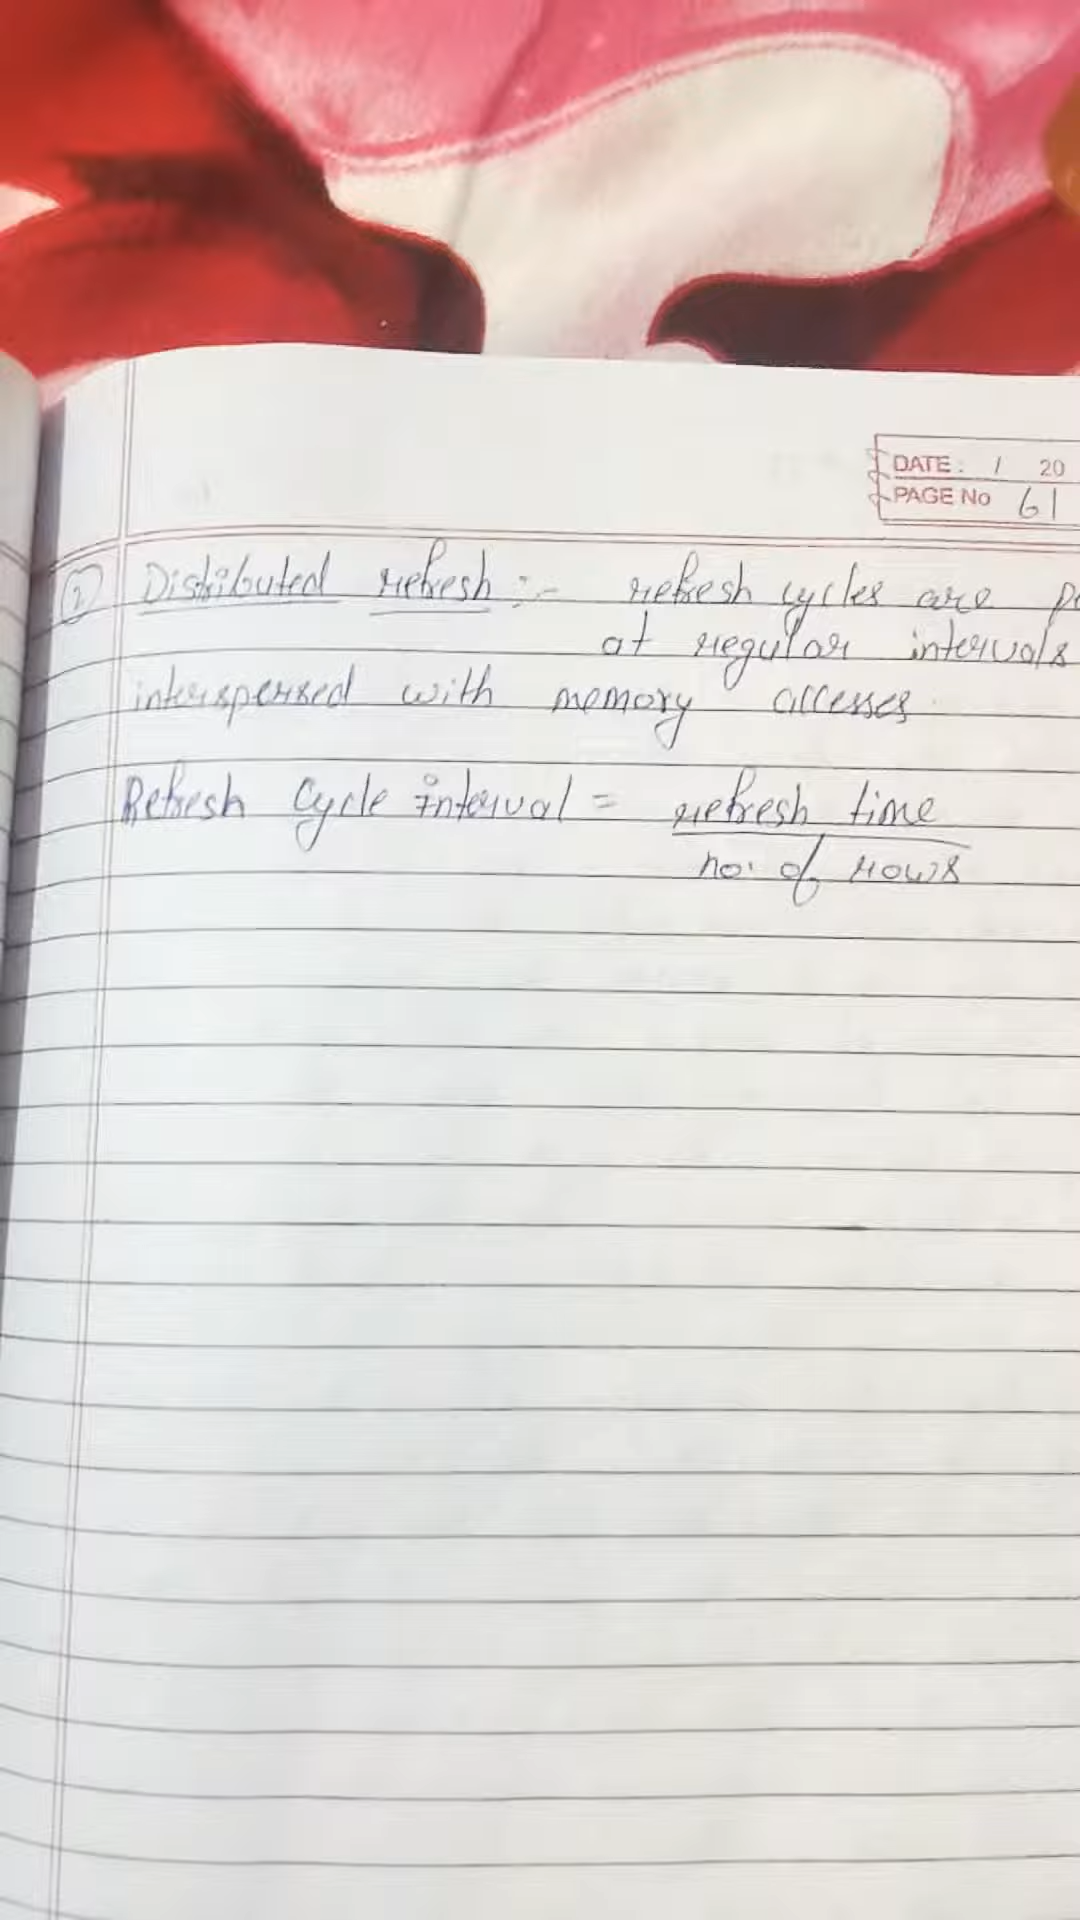 DATE: / 20
PAGE No 61
② Distributed refresh :- refresh cycles are
at regular intervals
interspersed with memory accesses
Refresh Cycle interval = refresh time
no. of rows